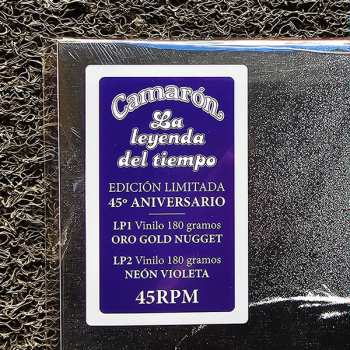 Camarón
La
leyenda
del tiempo
EDICIÓN LIMITADA
45º ANIVERSARIO
LP1 Vinilo 180 gramos
ORO GOLD NUGGET
LP2 Vinilo 180 gramos
NEÓN VIOLETA
45RPM